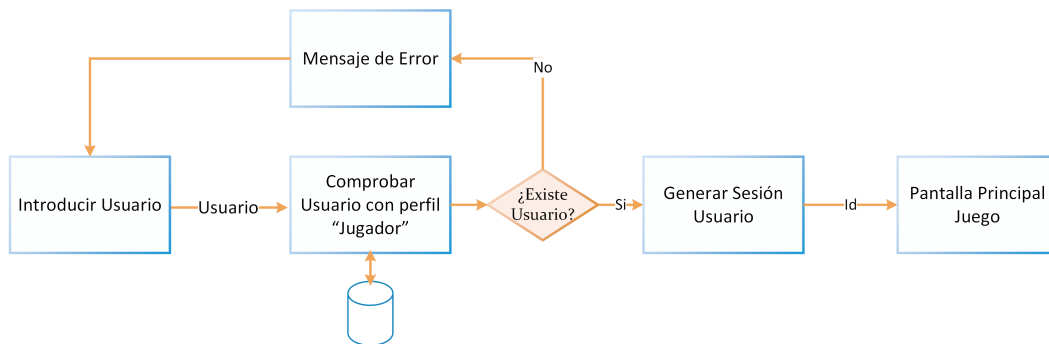 Mensaje de Error
No
Introducir Usuario
Usuario
Comprobar
Usuario con perfil
“Jugador”
¿Existe
Usuario?
Si
Generar Sesión
Usuario
Id
Pantalla Principal
Juego